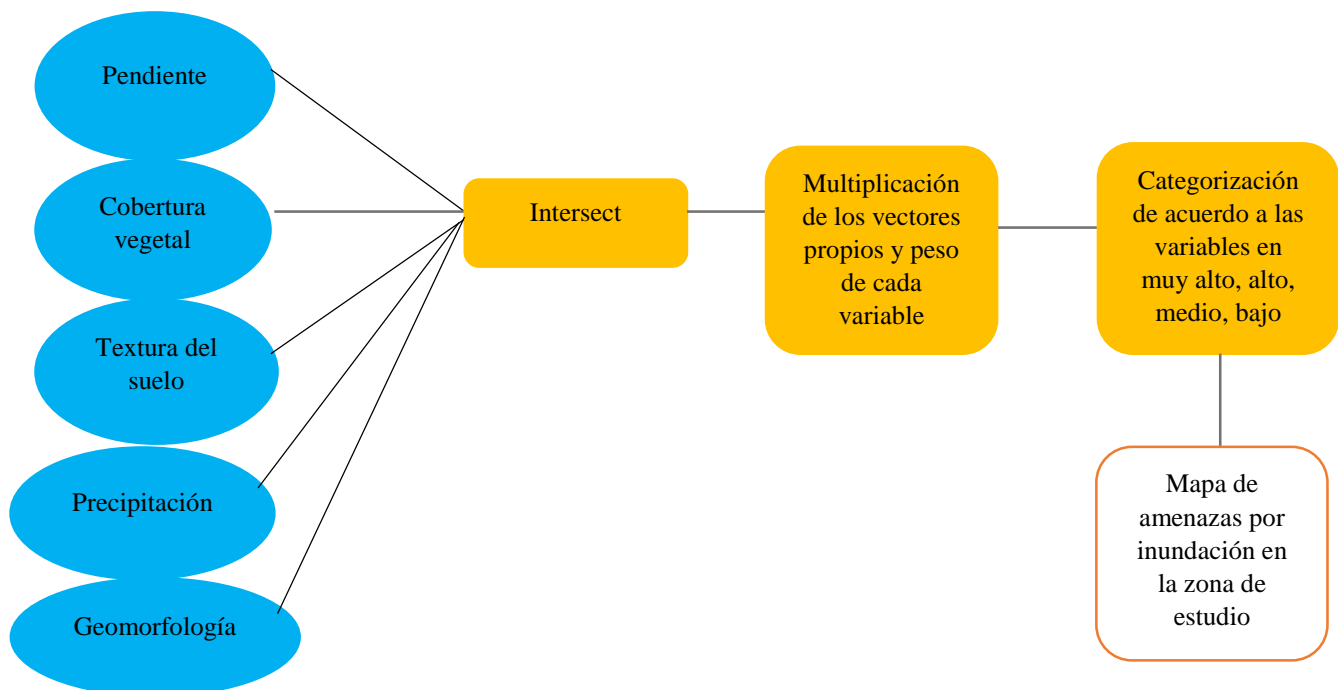 Pendiente
Cobertura
vegetal
Textura del
suelo
Precipitación
Geomorfología
Intersect
Multiplicación
de los vectores
propios y peso
de cada
variable
Categorización
de acuerdo a las
variables en
muy alto, alto,
medio, bajo
Mapa de
amenazas por
inundación en
la zona de
estudio